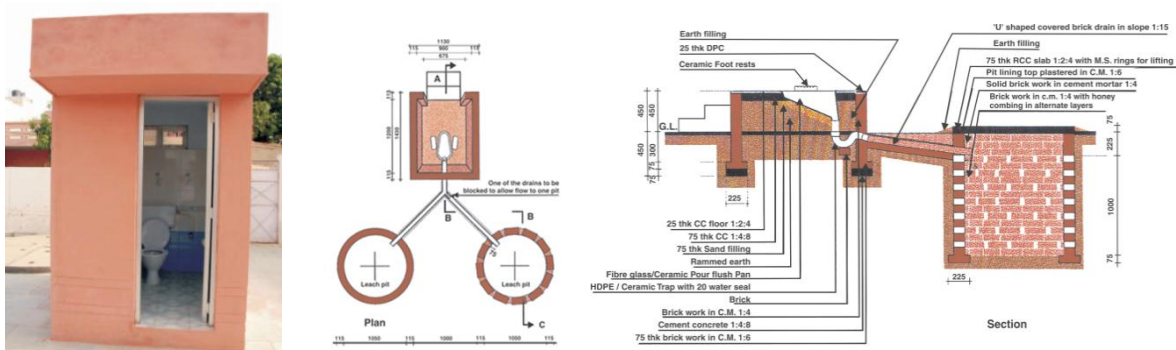 1130
115 900 115
675
A
115
1200
1430
115
One of the drains to be
blocked to allow flow to one pit
B
B
75
Leach pit
Leach pit
C
Plan
115 1050 115 1050 115 1050 115
Earth filling
25 thk DPC
Ceramic Foot rests
450
450
G.L.
450
300
75
75
225
25 thk CC floor 1:2:4
75 thk CC 1:4:8
75 thk Sand filling
Rammed earth
Fibre glass/Ceramic Pour flush Pan
HDPE / Ceramic Trap with 20 water seal
Brick
Brick work in C.M. 1:4
Cement concrete 1:4:8
75 thk brick work in C.M. 1:6
'U' shaped covered brick drain in slope 1:15
Earth filling
75 thk RCC slab 1:2:4 with M.S. rings for lifting
Pit lining top plastered in C.M. 1:6
Solid brick work in cement mortar 1:4
Brick work in c.m. 1:4 with honey
combing in alternate layers
75
225
1000
75
225
Section